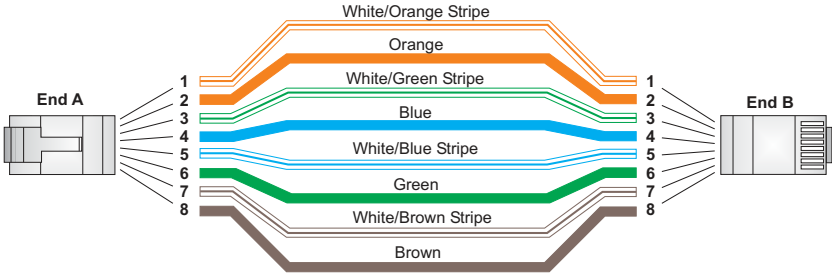 White/Orange Stripe
Orange
1 1
End A 2 White/Green Stripe 2 End B
3 3
4 Blue 4
5 White/Blue Stripe 5
6 6
Green
7 7
8 White/Brown Stripe 8
Brown